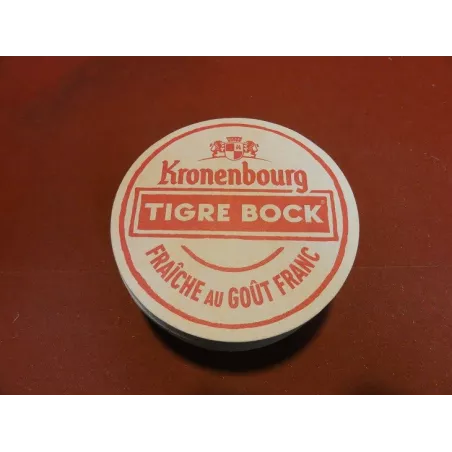 Kronenbourg
TIGRE BOCK
FRAÎCHE AU GOÛT FRANC